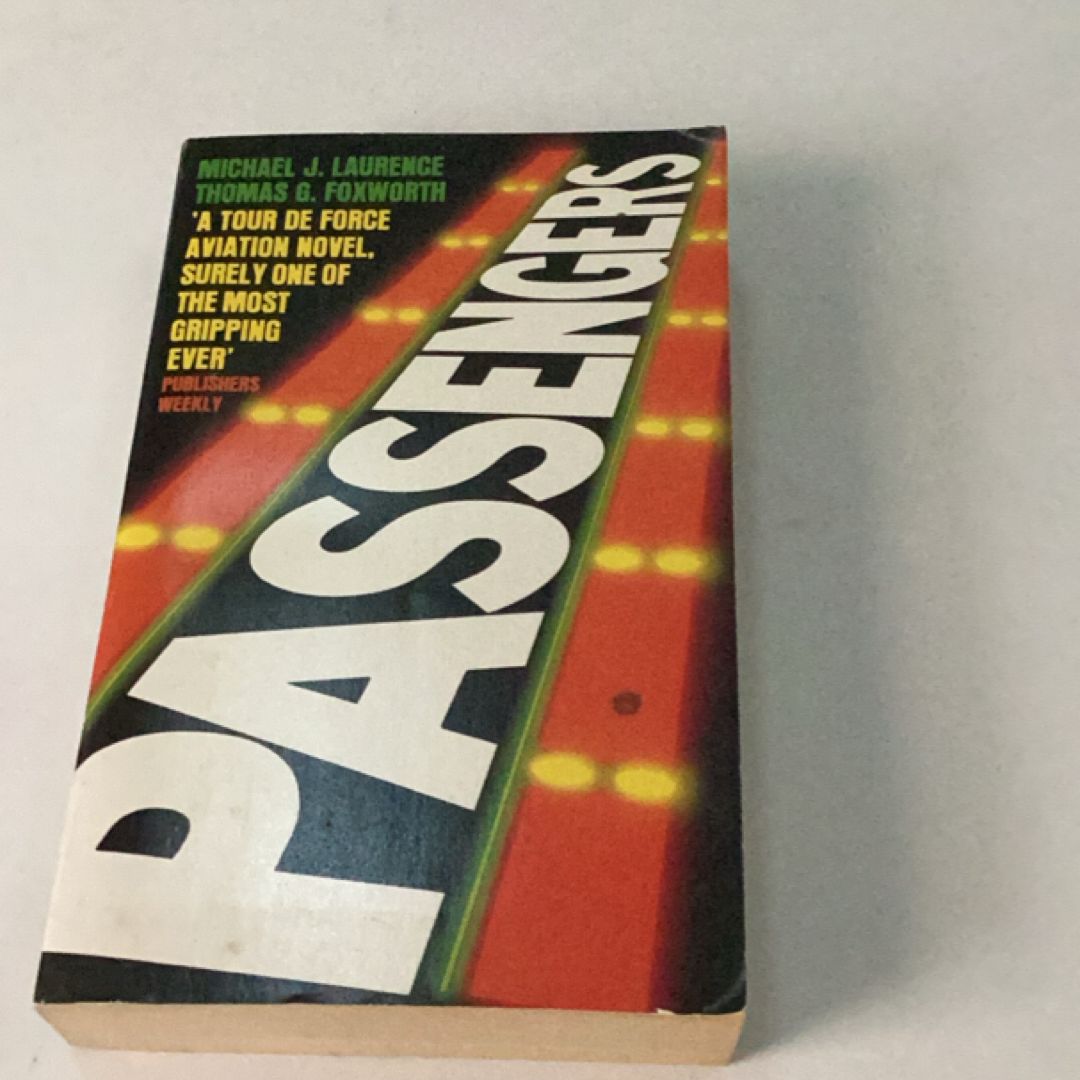 MICHAEL J. LAURENCE
THOMAS G. FOXWORTH
'A TOUR DE FORCE
AVIATION NOVEL,
SURELY ONE OF
THE MOST
GRIPPING
EVER'
PUBLISHERS
WEEKLY
PASSENGERS